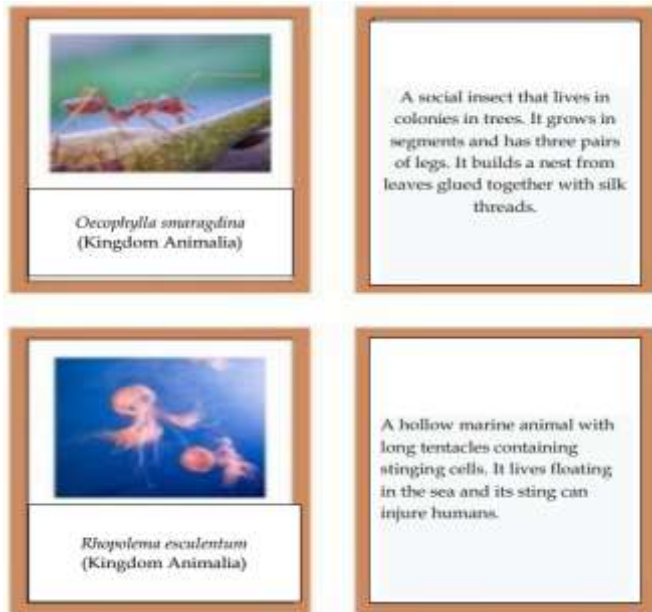 Oecophylla smaragdina
(Kingdom Animalia)
A social insect that lives in
colonies in trees. It grows in
segments and has three pairs
of legs. It builds a nest from
leaves glued together with silk
threads.
Rhopolema esculentum
(Kingdom Animalia)
A hollow marine animal with
long tentacles containing
stinging cells. It lives floating
in the sea and its sting can
injure humans.